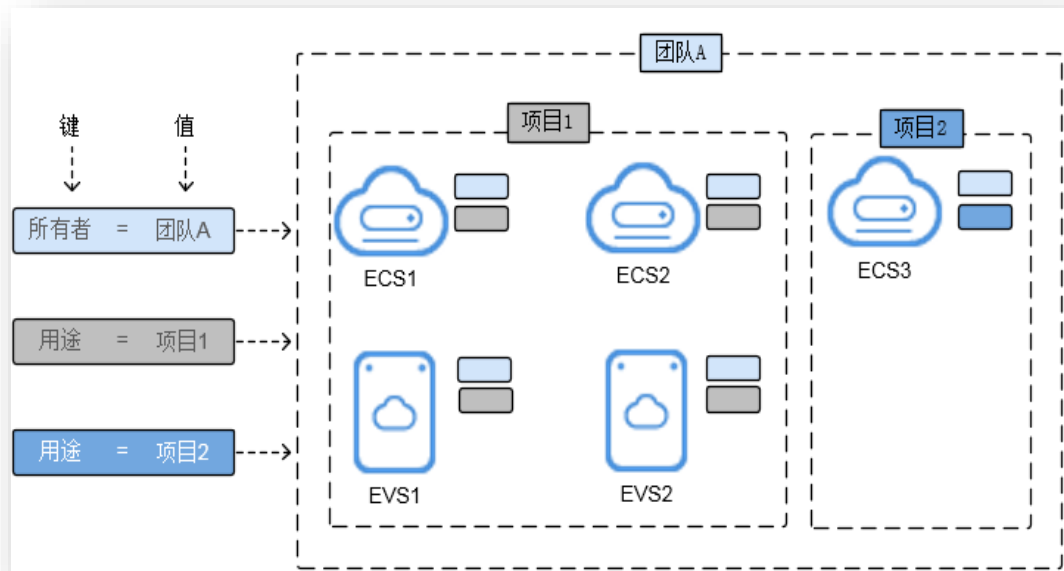 团队A
项目1
项目2
键 值
所有者 = 团队A
用途 = 项目1
用途 = 项目2
ECS1
ECS2
ECS3
EVS1
EVS2